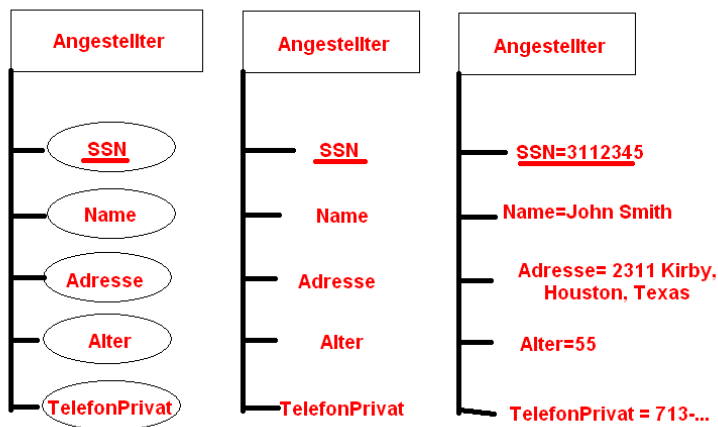 Angestellter
SSN
Name
Adresse
Alter
TelefonPrivat
Angestellter
SSN
Name
Adresse
Alter
TelefonPrivat
Angestellter
SSN=3112345
Name=John Smith
Adresse= 2311 Kirby,
Houston, Texas
Alter=55
TelefonPrivat = 713-...